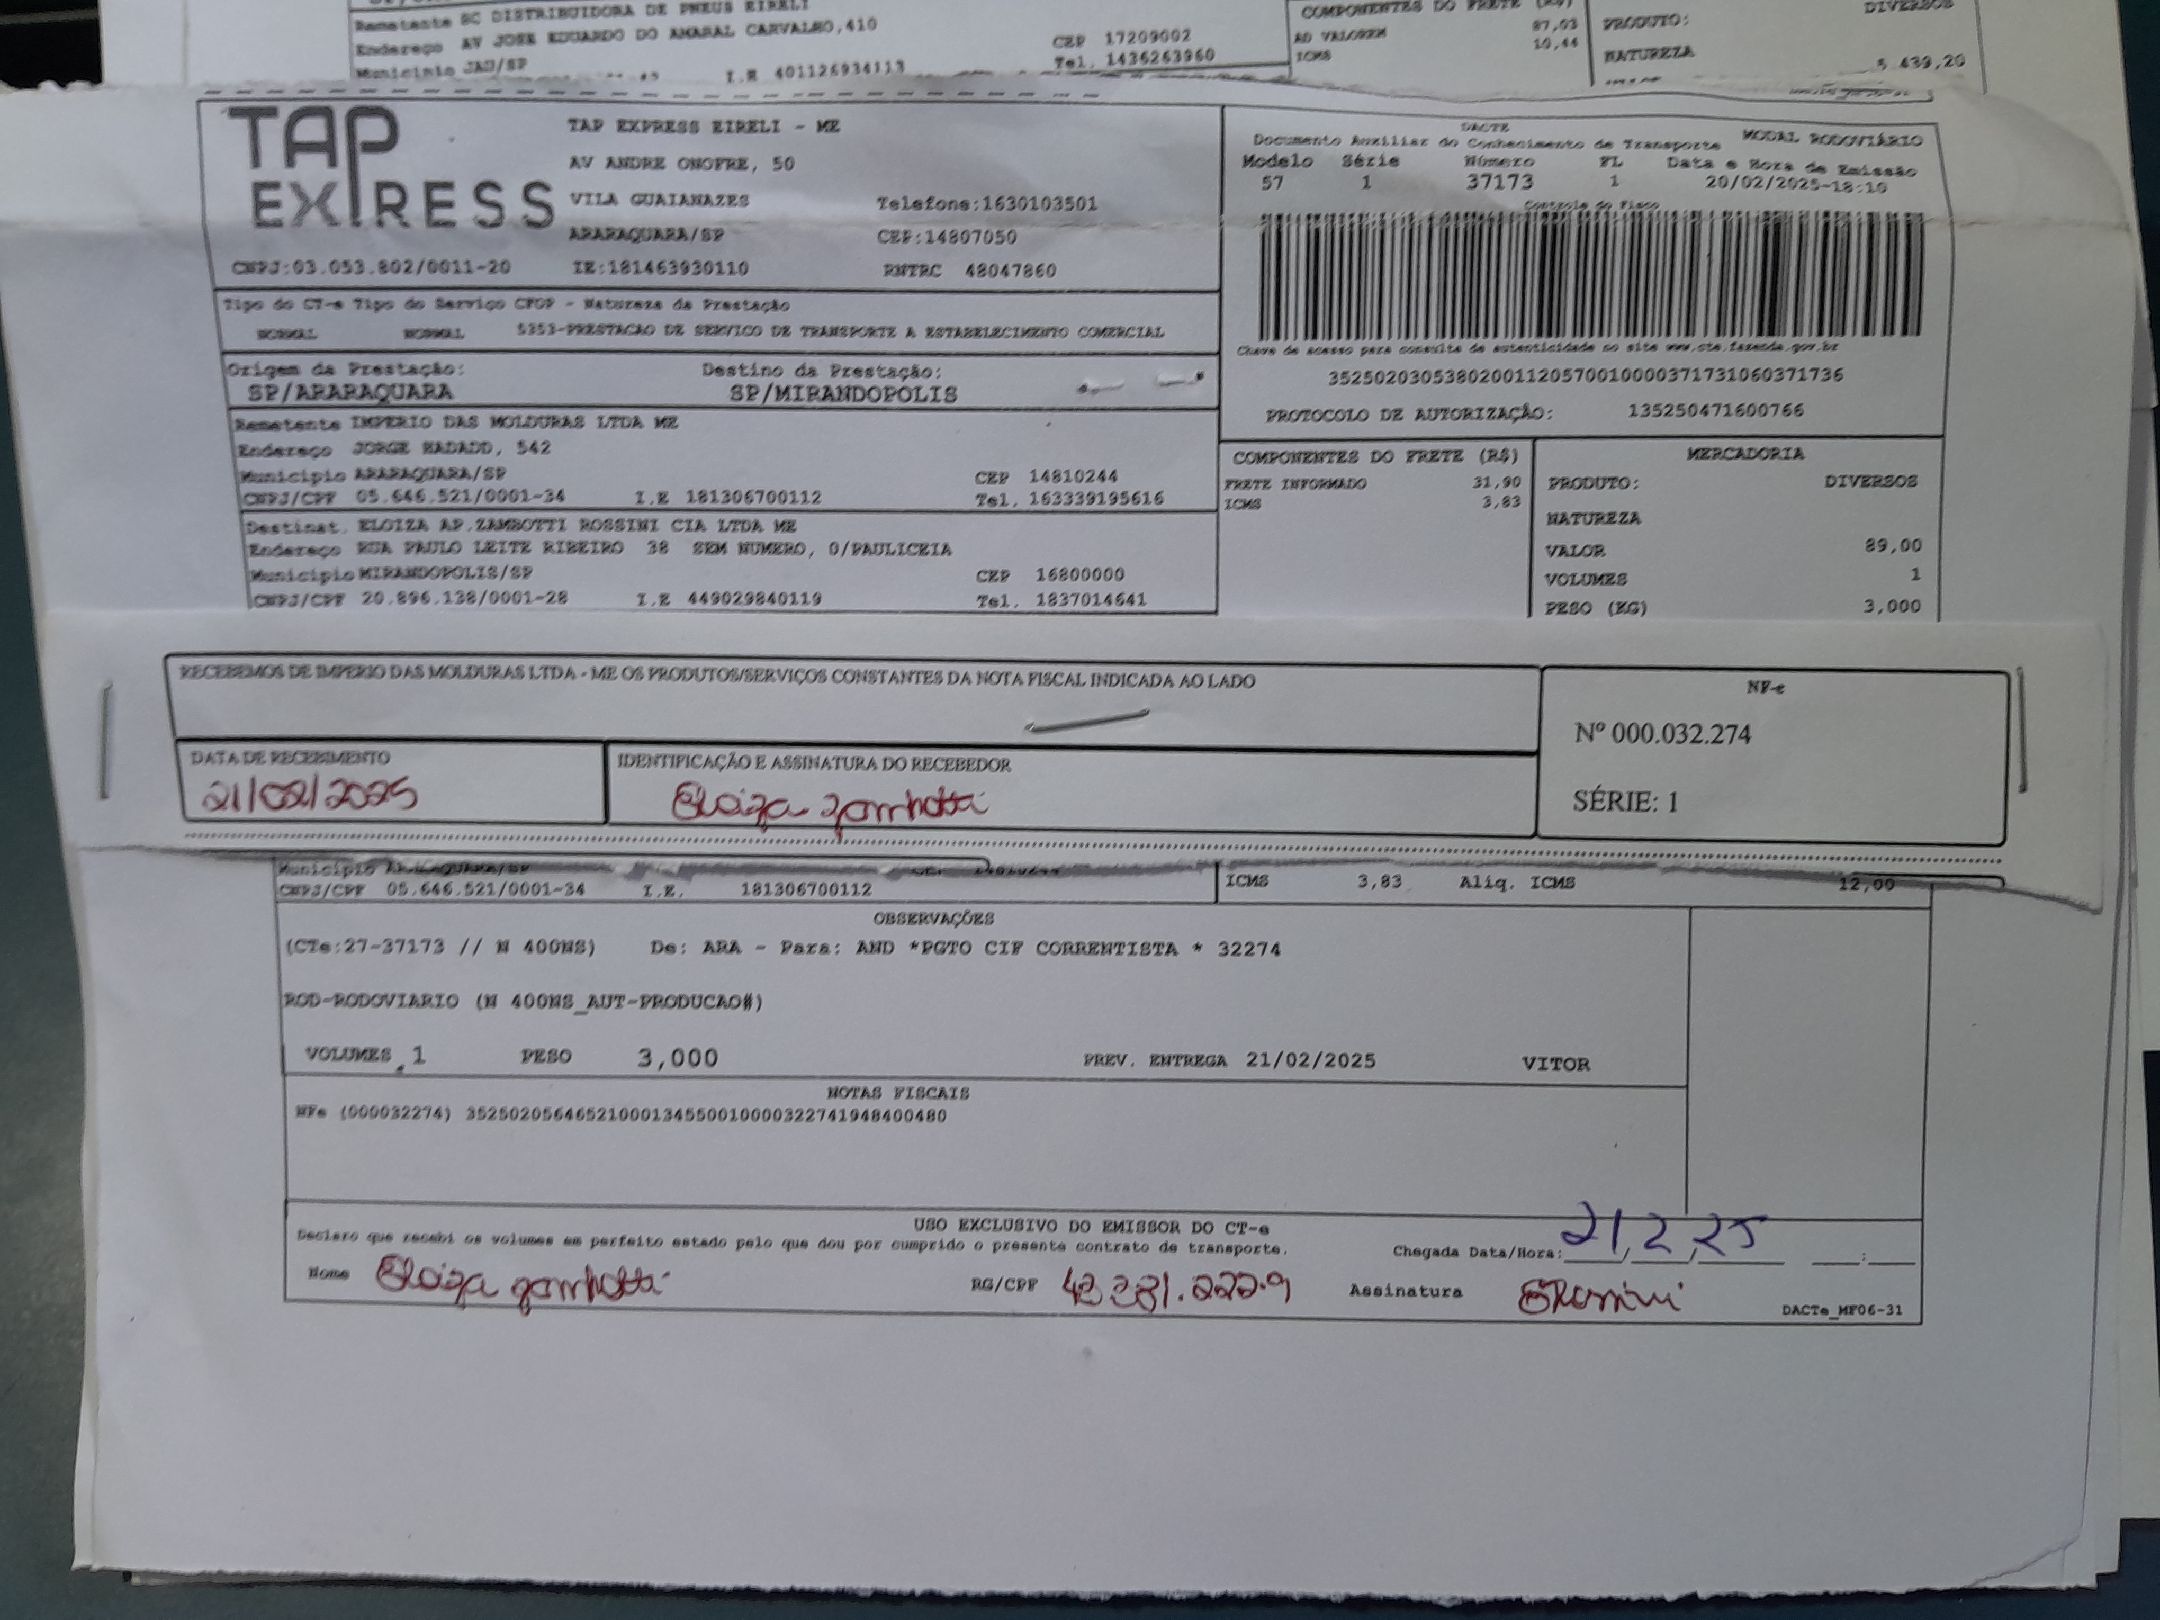 Remetente SC DISTRIBUIDORA DE PNEUS EIRELI
Endereço AV JOSE EDUARDO DO AMARAL CARVALHO,410
CEP 17209002
Município JAU/SP
I.E 401126934113
Tel. 1436263960
COMPONENTES DO FRETE (R$)
87,03
AD VALOREM 10,44
ICMS
DIVERSOS
PRODUTO:
NATUREZA
5.439,20
TAP EXPRESS
TAP EXPRESS EIRELI - ME
AV ANDRE ONOFRE, 50
VILA GUAIANAZES Telefone:1630103501
ARARAQUARA/SP CEP:14807050
CNPJ:03.053.802/0011-20 IE:181463930110 RNTRC 48047860
DACTE
Documento Auxiliar do Conhecimento de Transporte MODAL RODOVIÁRIO
Modelo Série Número FL Data e Hora de Emissão
57 1 37173 1 20/02/2025-18:10
Controle do Fisco
Chave de acesso para consulta de autenticidade no site www.cte.fazenda.gov.br
35250203053802001120570010000371731060371736
PROTOCOLO DE AUTORIZAÇÃO: 135250471600766
Tipo do CT-e Tipo do Serviço CFOP - Natureza da Prestação
NORMAL NORMAL 5353-PRESTACAO DE SERVICO DE TRANSPORTE A ESTABELECIMENTO COMERCIAL
Origem da Prestação: Destino da Prestação:
SP/ARARAQUARA SP/MIRANDOPOLIS
Remetente IMPERIO DAS MOLDURAS LTDA ME
Endereço JORGE HADADD, 542
Município ARARAQUARA/SP CEP 14810244
CNPJ/CPF 05.646.521/0001-34 I.E 181306700112 Tel. 163339195616
Destinat. ELOIZA AP.ZAMBOTTI ROSSINI CIA LTDA ME
Endereço RUA PAULO LEITE RIBEIRO 38 SEM NUMERO, 0/PAULICEIA
Município MIRANDOPOLIS/SP CEP 16800000
CNPJ/CPF 20.896.138/0001-28 I.E 449029840119 Tel. 1837014641
COMPONENTES DO FRETE (R$)
FRETE INFORMADO 31,90
ICMS 3,83
MERCADORIA
PRODUTO: DIVERSOS
NATUREZA
VALOR 89,00
VOLUMES 1
PESO (KG) 3,000
RECEBEMOS DE IMPERIO DAS MOLDURAS LTDA - ME OS PRODUTOS/SERVIÇOS CONSTANTES DA NOTA FISCAL INDICADA AO LADO
NF-e
Nº 000.032.274
SÉRIE: 1
DATA DE RECEBIMENTO
21/02/2025
IDENTIFICAÇÃO E ASSINATURA DO RECEBEDOR
Eloiza zambotti
Município
CNPJ/CPF 05.646.521/0001-34 I.E. 181306700112
ICMS 3,83 Aliq. ICMS 12,00
OBSERVAÇÕES
(CTe:27-37173 // N 400NS) De: ARA - Para: AND *PGTO CIF CORRENTISTA * 32274
ROD-RODOVIARIO (N 400NS_AUT-PRODUCAO#)
VOLUMES 1 PESO 3,000 PREV. ENTREGA 21/02/2025 VITOR
NOTAS FISCAIS
NFe (000032274) 35250205646521000134550010000322741948400480
USO EXCLUSIVO DO EMISSOR DO CT-e
Declaro que recebi os volumes em perfeito estado pelo que dou por cumprido o presente contrato de transporte.
Chegada Data/Hora: 21/2/25 :
Nome Eloiza zambotti RG/CPF 42 381.222.9 Assinatura ERossini
DACTe_MF06-31